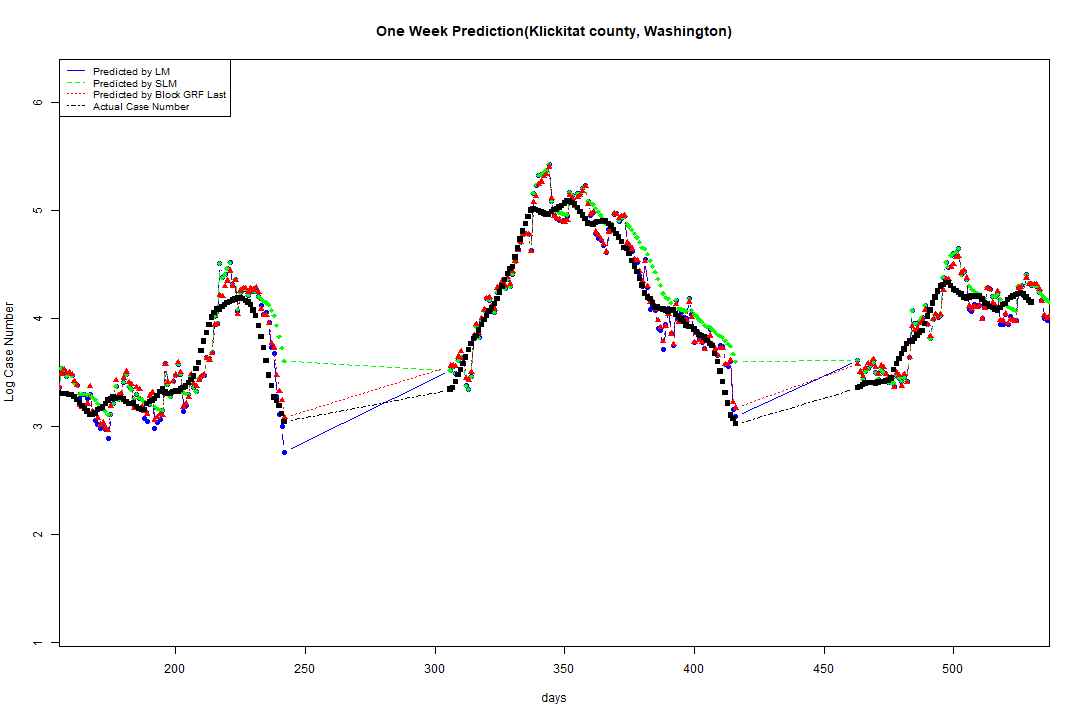 One Week Prediction(Klickitat county, Washington)
Predicted by LM
Predicted by SLM
Predicted by Block GRF Last
Actual Case Number
6
5
4
3
2
1
Log Case Number
200 250 300 350 400 450 500
days